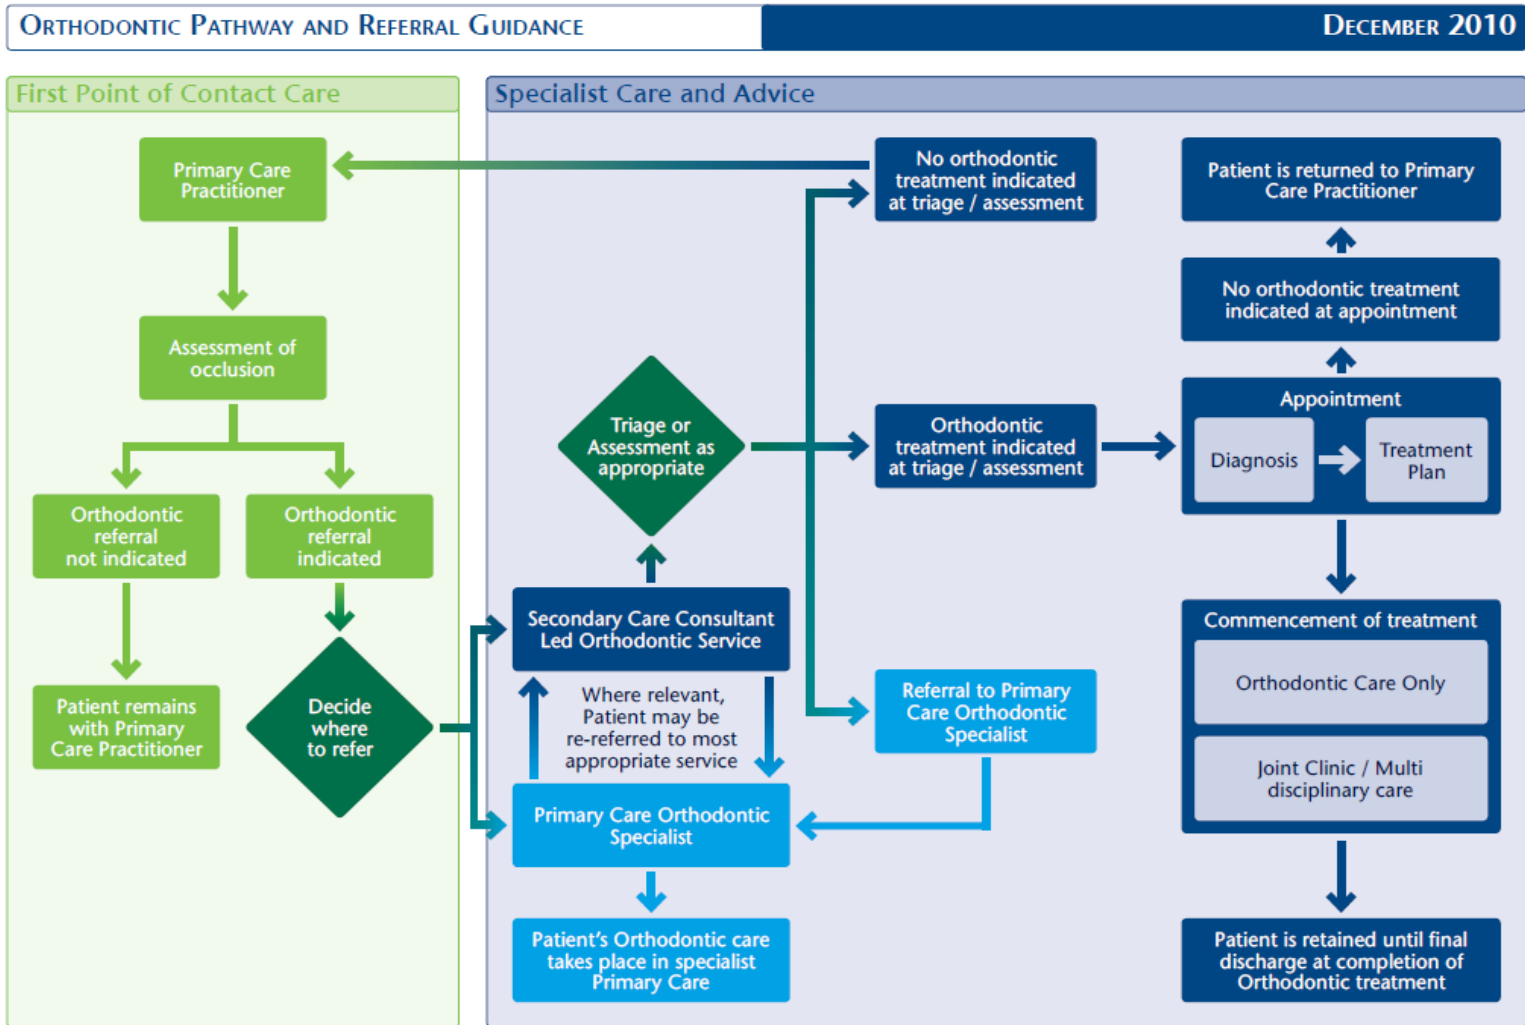 ORTHODONTIC PATHWAY AND REFERRAL GUIDANCE
DECEMBER 2010
First Point of Contact Care
Primary Care
Practitioner
Assessment of
occlusion
Orthodontic
referral
not indicated
Orthodontic
referral
indicated
Patient remains
with Primary
Care Practitioner
Decide
where
to refer
Specialist Care and Advice
Secondary Care Consultant
Led Orthodontic Service
Where relevant,
Patient may be
re-referred to most
appropriate service
Primary Care Orthodontic
Specialist
Patient's Orthodontic care
takes place in specialist
Primary Care
Triage or
Assessment as
appropriate
No orthodontic
treatment indicated
at triage / assessment
Orthodontic
treatment indicated
at triage / assessment
Referral to Primary
Care Orthodontic
Specialist
Patient is returned to Primary
Care Practitioner
No orthodontic treatment
indicated at appointment
Appointment
Diagnosis
Treatment
Plan
Commencement of treatment
Orthodontic Care Only
Joint Clinic / Multi
disciplinary care
Patient is retained until final
discharge at completion of
Orthodontic treatment